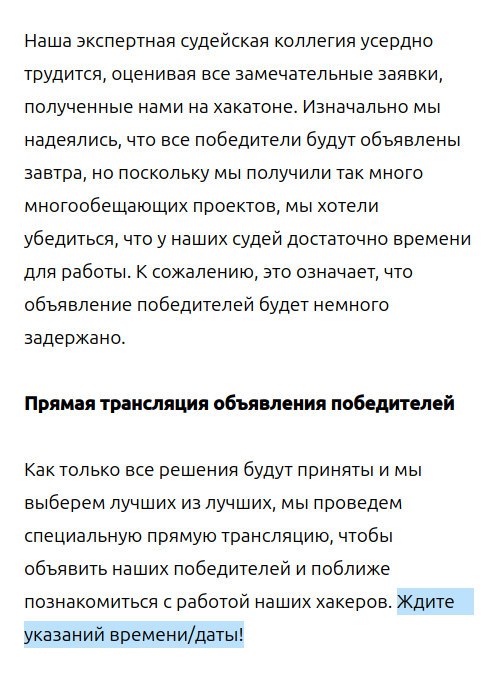 Наша экспертная судейская коллегия усердно
трудится, оценивая все замечательные заявки,
полученные нами на хакатоне. Изначально мы
надеялись, что все победители будут объявлены
завтра, но поскольку мы получили так много
многообещающих проектов, мы хотели
убедиться, что у наших судей достаточно времени
для работы. К сожалению, это означает, что
объявление победителей будет немного
задержано.
Прямая трансляция объявления победителей
Как только все решения будут приняты и мы
выберем лучших из лучших, мы проведем
специальную прямую трансляцию, чтобы
объявить наших победителей и поближе
познакомиться с работой наших хакеров. Ждите
указаний времени/даты!